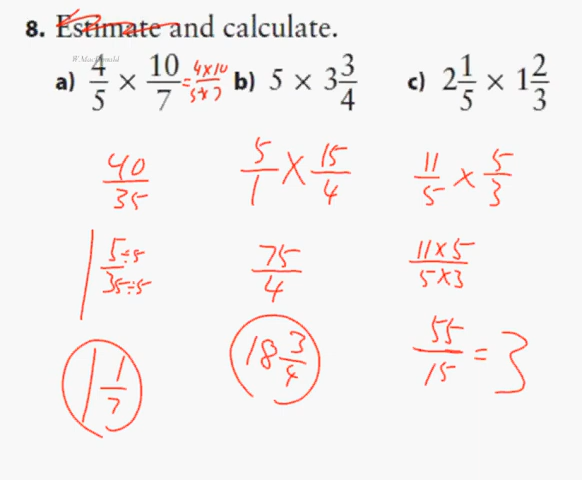 8. Estimate and calculate.
W. MacDonald
a) 4/5 × 10/7 = 4×10/5×7
b) 5 × 3 3/4
c) 2 1/5 × 1 2/3
40/35
5/1 × 15/4
11/5 × 5/3
1 5÷5/35÷5
75/4
11×5/5×3
1 1/7
18 3/4
55/15 = 3